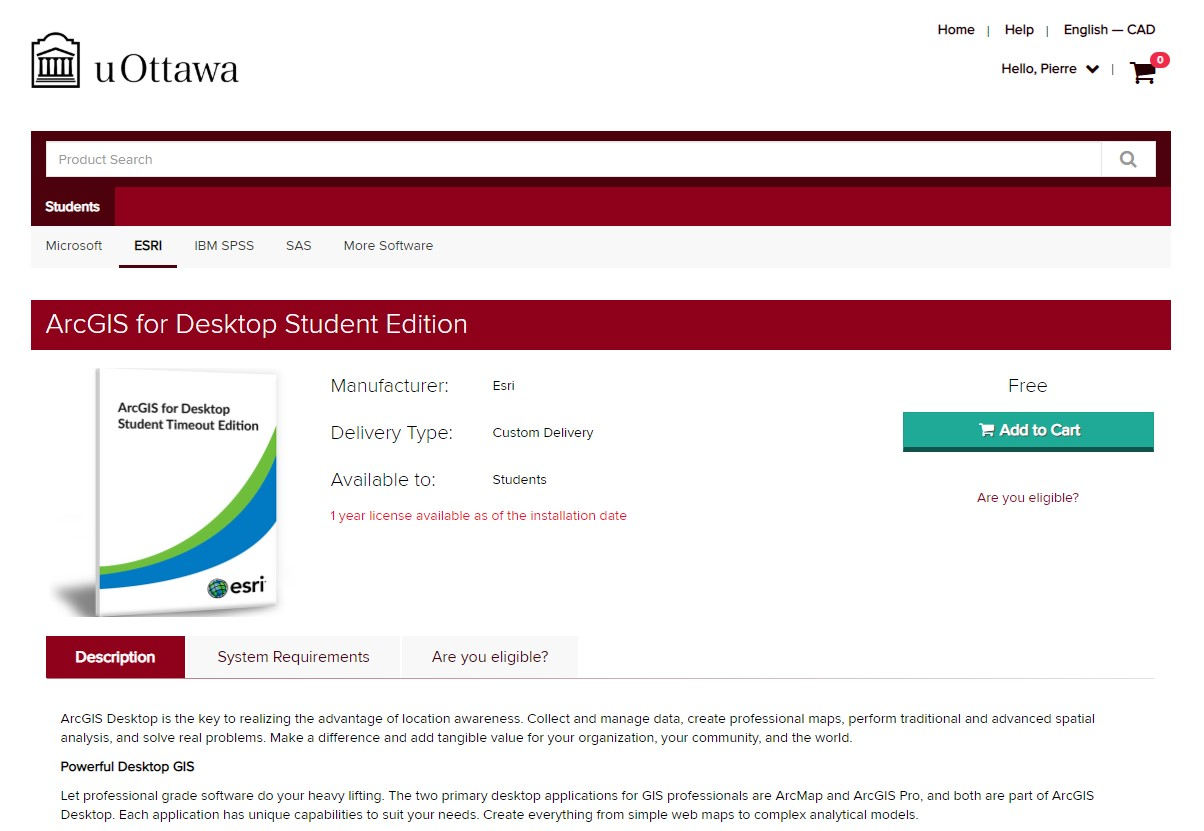 uOttawa
Home | Help | English — CAD
Hello, Pierre | 0
Product Search
Students
Microsoft ESRI IBM SPSS SAS More Software
ArcGIS for Desktop Student Edition
ArcGIS for Desktop
Student Timeout Edition
esri
Manufacturer: Esri
Delivery Type: Custom Delivery
Available to: Students
1 year license available as of the installation date
Free
Add to Cart
Are you eligible?
Description System Requirements Are you eligible?
ArcGIS Desktop is the key to realizing the advantage of location awareness. Collect and manage data, create professional maps, perform traditional and advanced spatial
analysis, and solve real problems. Make a difference and add tangible value for your organization, your community, and the world.
Powerful Desktop GIS
Let professional grade software do your heavy lifting. The two primary desktop applications for GIS professionals are ArcMap and ArcGIS Pro, and both are part of ArcGIS
Desktop. Each application has unique capabilities to suit your needs. Create everything from simple web maps to complex analytical models.